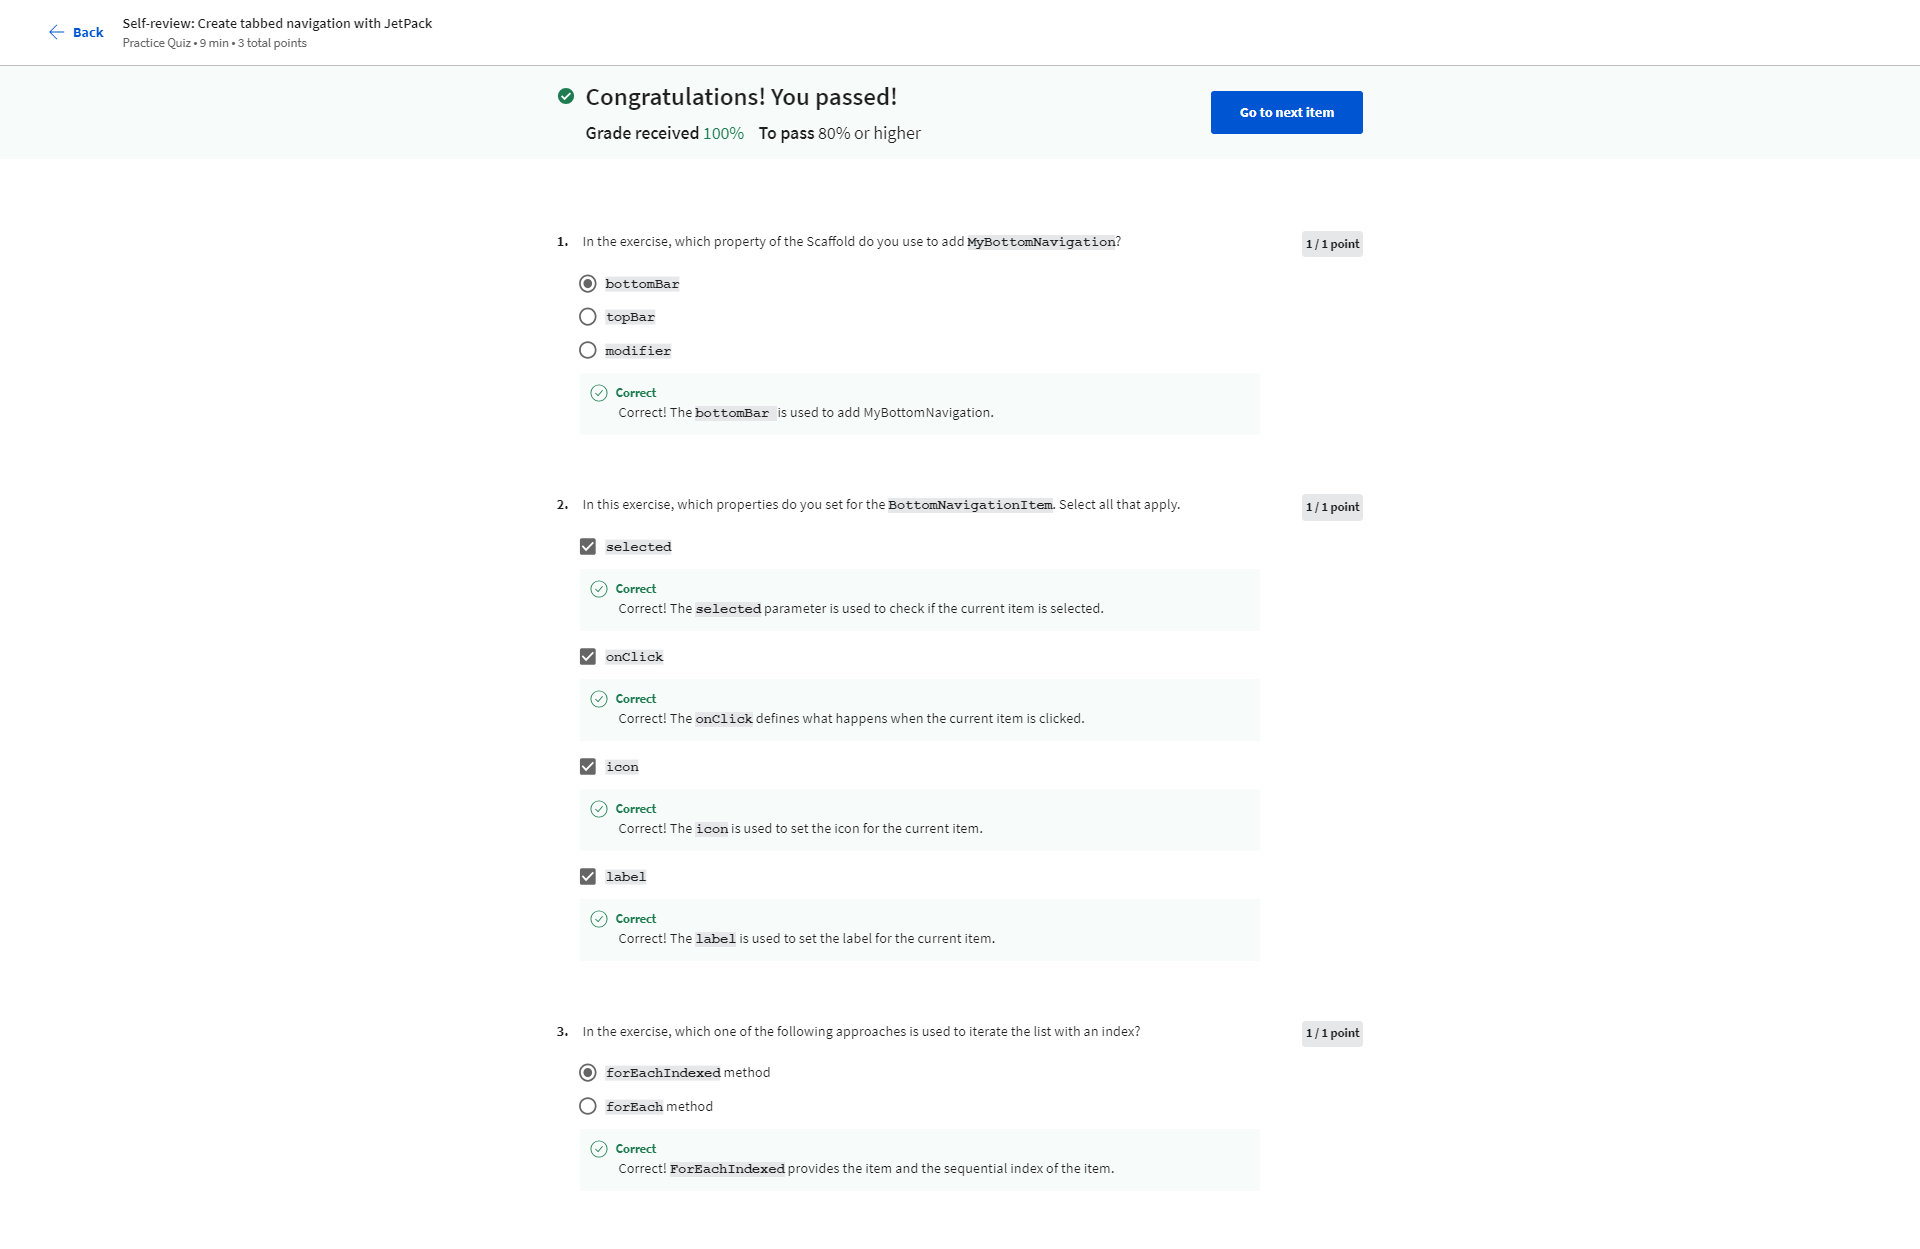 Back
Self-review: Create tabbed navigation with JetPack
Practice Quiz • 9 min • 3 total points
Congratulations! You passed!
Grade received 100% To pass 80% or higher
Go to next item
1. In the exercise, which property of the Scaffold do you use to add MyBottomNavigation?
1 / 1 point
bottomBar
topBar
modifier
Correct
Correct! The bottomBar is used to add MyBottomNavigation.
2. In this exercise, which properties do you set for the BottomNavigationItem. Select all that apply.
1 / 1 point
selected
Correct
Correct! The selected parameter is used to check if the current item is selected.
onClick
Correct
Correct! The onClick defines what happens when the current item is clicked.
icon
Correct
Correct! The icon is used to set the icon for the current item.
label
Correct
Correct! The label is used to set the label for the current item.
3. In the exercise, which one of the following approaches is used to iterate the list with an index?
1 / 1 point
forEachIndexed method
forEach method
Correct
Correct! ForEachIndexed provides the item and the sequential index of the item.